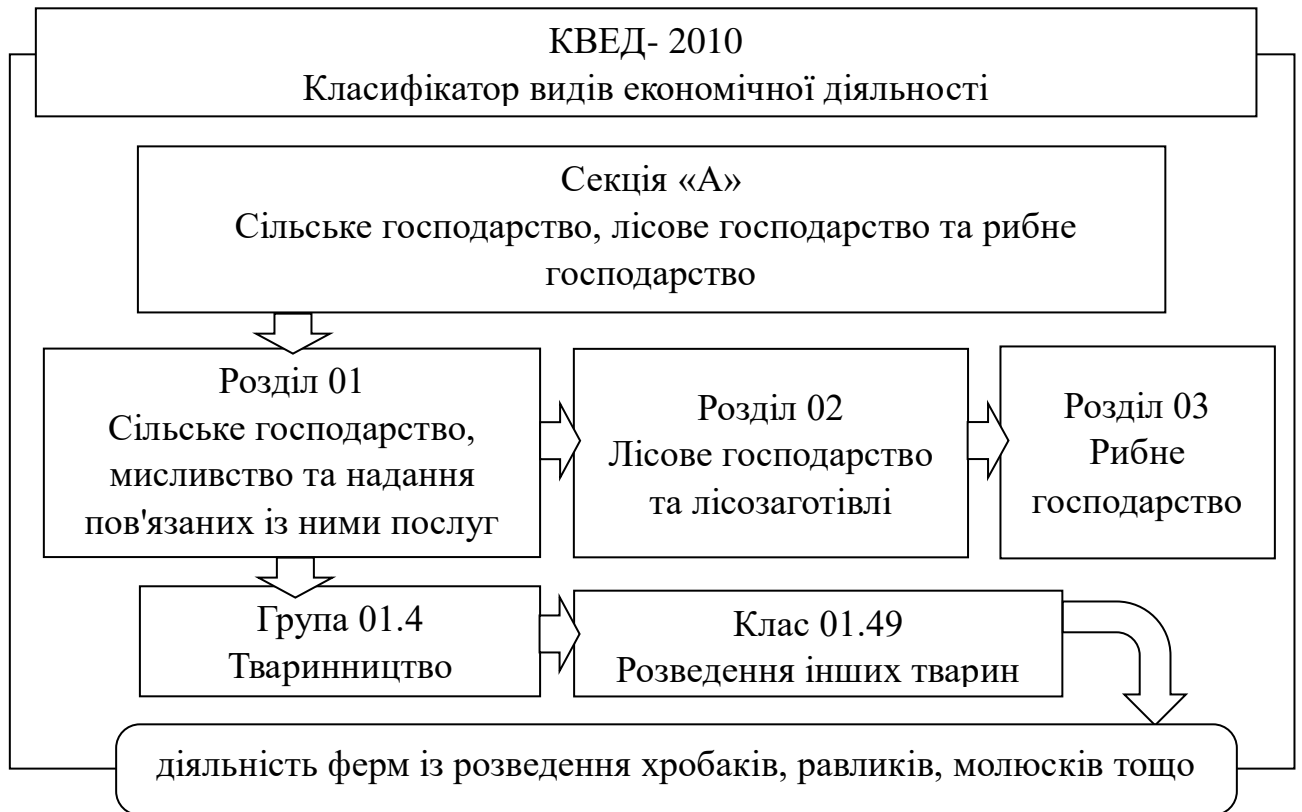 КВЕД- 2010
Класифікатор видів економічної діяльності
Секція «А»
Сільське господарство, лісове господарство та рибне
господарство
Розділ 01
Сільське господарство,
мисливство та надання
пов'язаних із ними послуг
Розділ 02
Лісове господарство
та лісозаготівлі
Розділ 03
Рибне
господарство
Група 01.4
Тваринництво
Клас 01.49
Розведення інших тварин
діяльність ферм із розведення хробаків, равликів, молюсків тощо